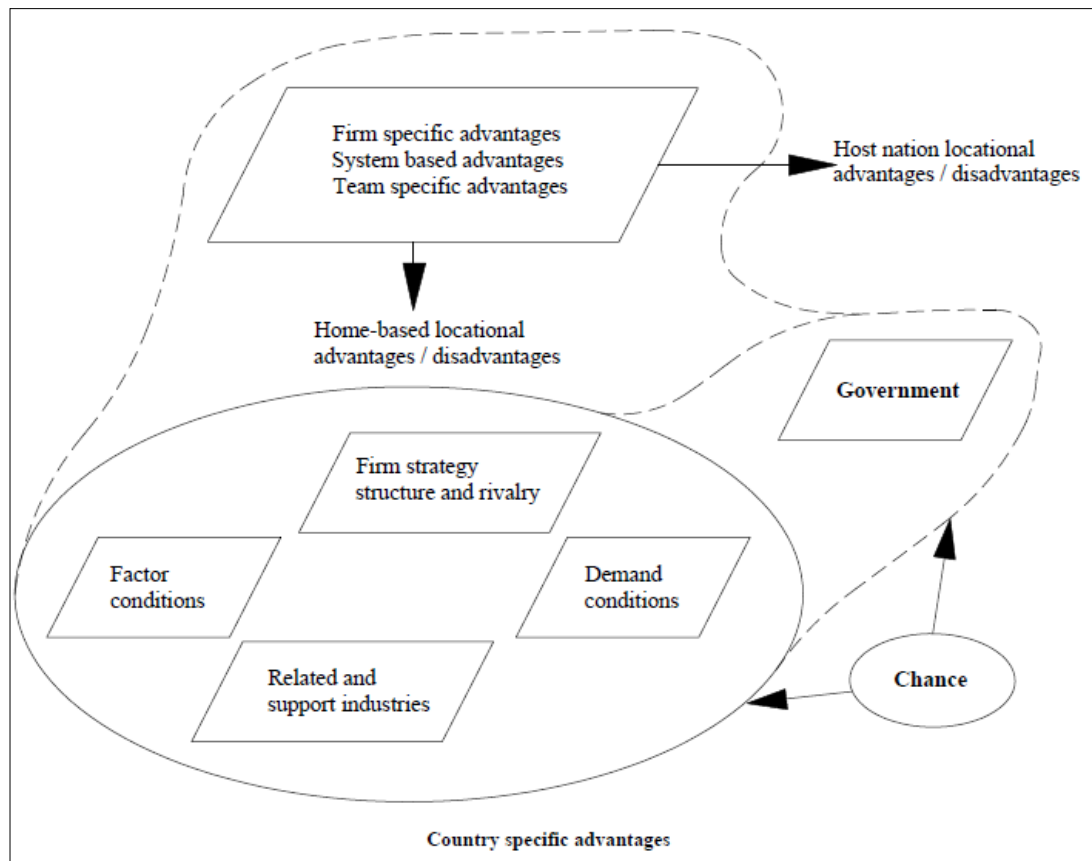 Firm specific advantages
System based advantages
Team specific advantages
Host nation locational
advantages / disadvantages
Home-based locational
advantages / disadvantages
Government
Firm strategy
structure and rivalry
Factor
conditions
Demand
conditions
Related and
support industries
Chance
Country specific advantages